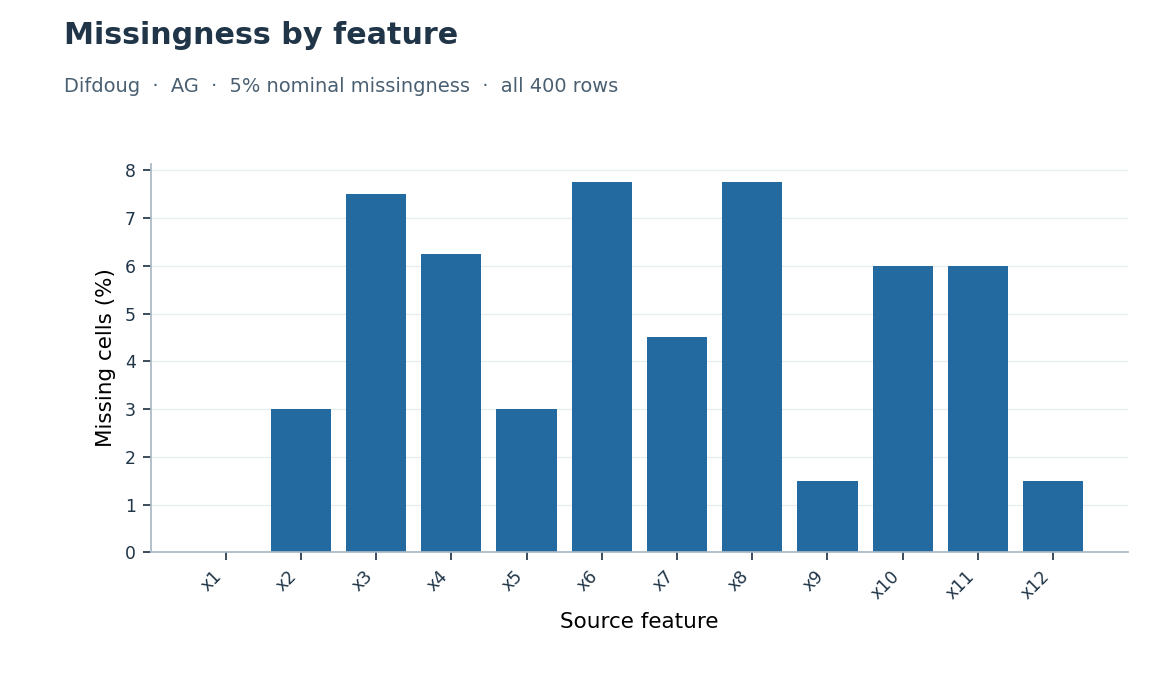 Missingness by feature
Difdoug · AG · 5% nominal missingness · all 400 rows
8
7
6
5
4
3
2
1
0
Missing cells (%)
x1 x2 x3 x4 x5 x6 x7 x8 x9 x10 x11 x12
Source feature